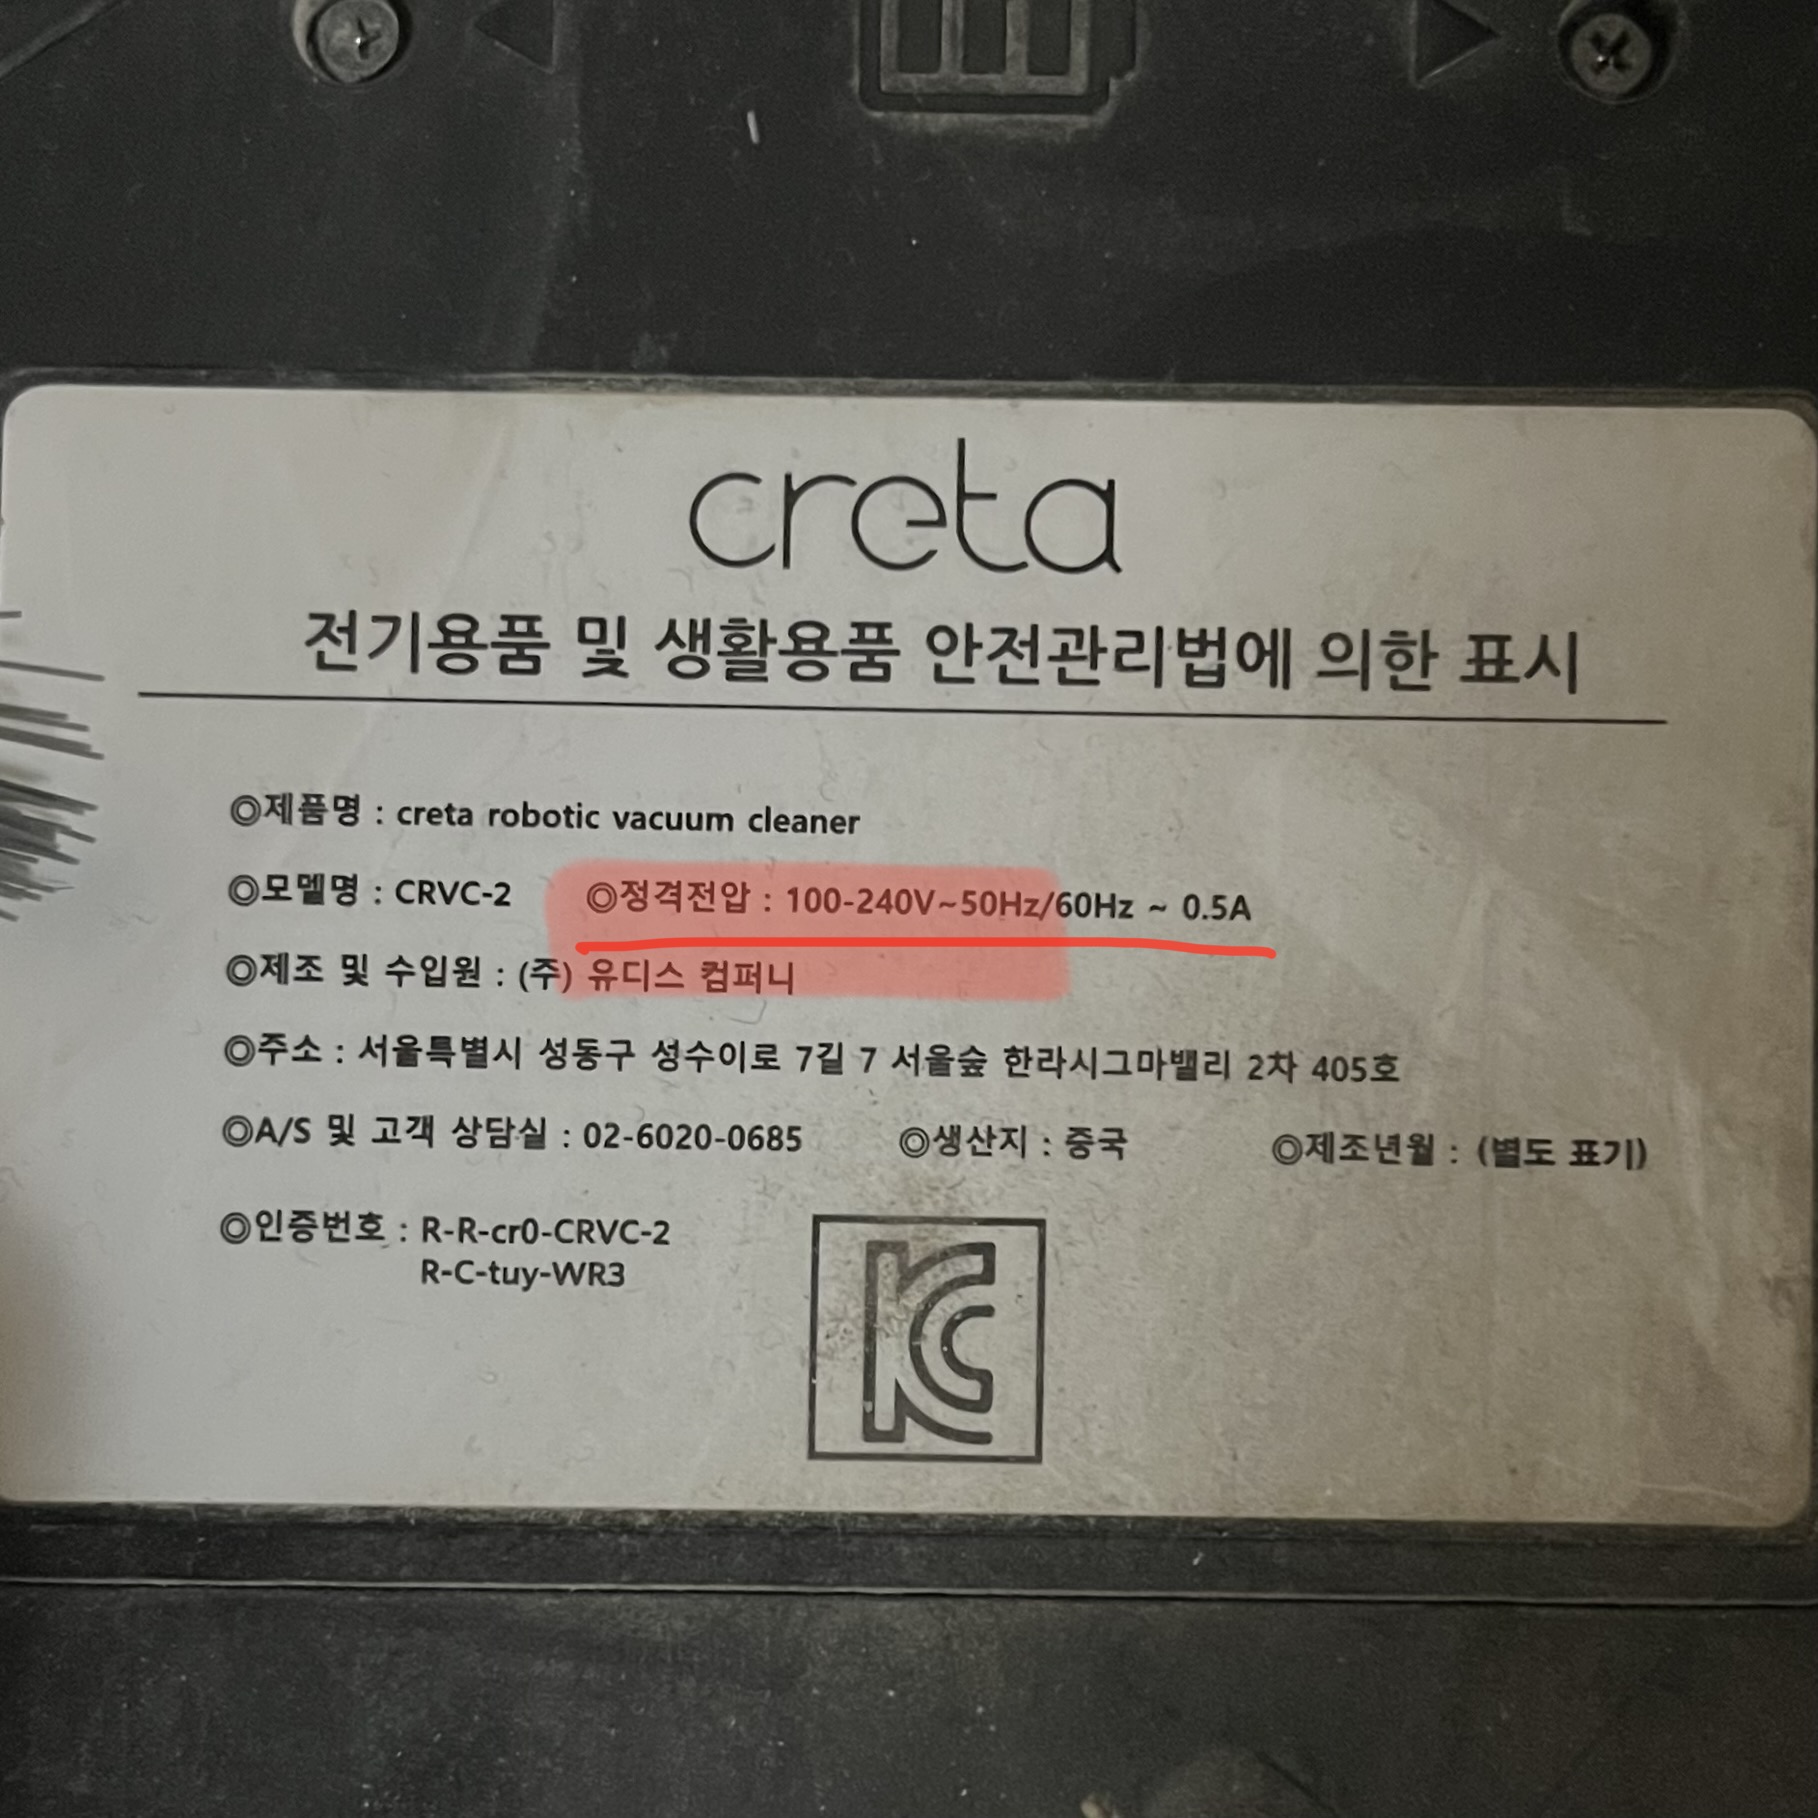 creta
전기용품 및 생활용품 안전관리법에 의한 표시
◎제품명 : creta robotic vacuum cleaner
◎모델명 : CRVC-2 ◎정격전압 : 100-240V~50Hz/60Hz ~ 0.5A
◎제조 및 수입원 : (주) 유디스 컴퍼니
◎주소 : 서울특별시 성동구 성수이로 7길 7 서울숲 한라시그마밸리 2차 405호
◎A/S 및 고객 상담실 : 02-6020-0685 ◎생산지 : 중국 ◎제조년월 : (별도 표기)
◎인증번호 : R-R-cr0-CRVC-2
R-C-tuy-WR3
KC